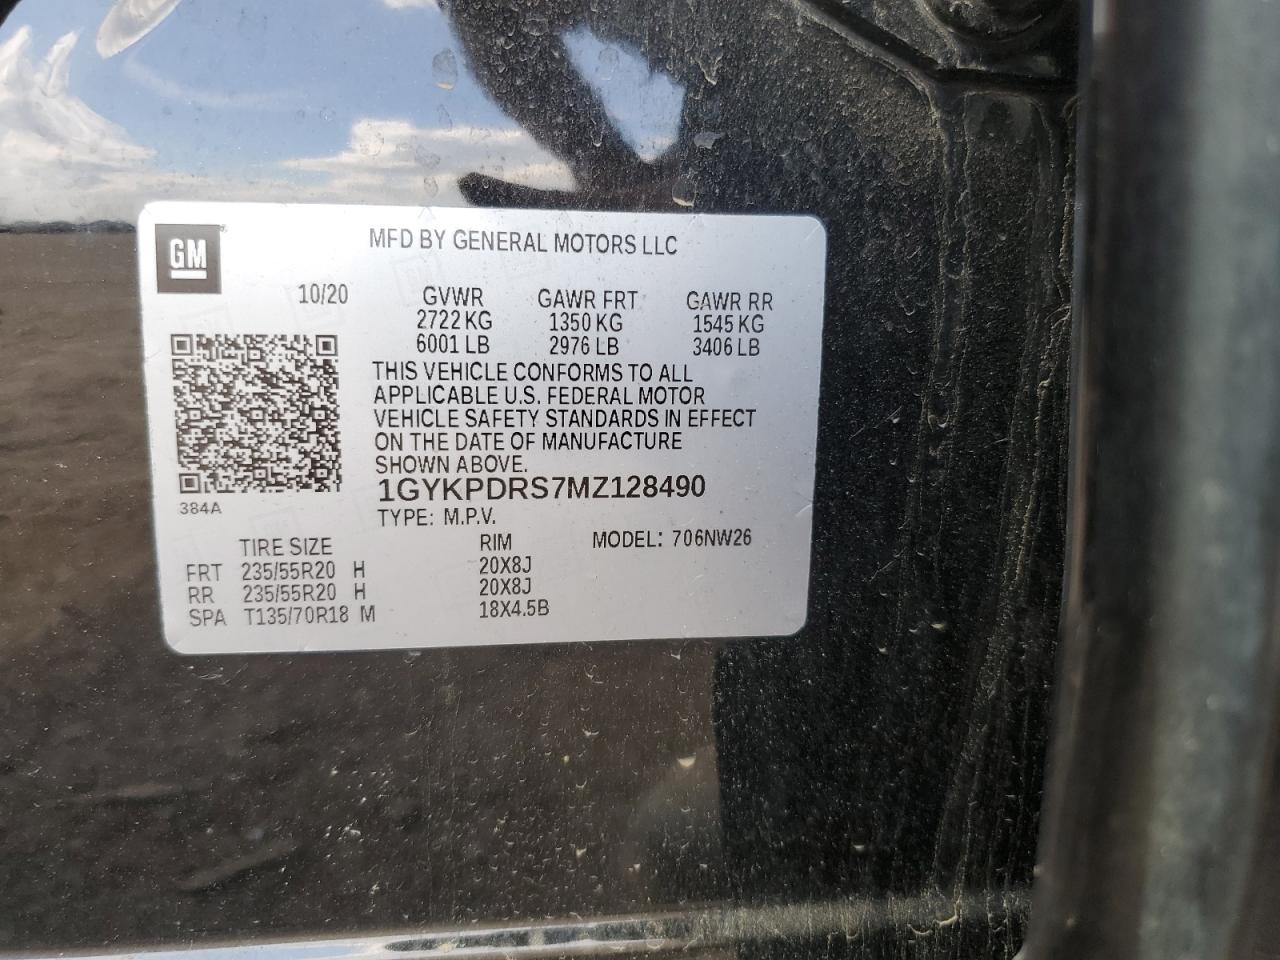 GM
MFD BY GENERAL MOTORS LLC
10/20 GVWR GAWR FRT GAWR RR
2722 KG 1350 KG 1545 KG
6001 LB 2976 LB 3406 LB
THIS VEHICLE CONFORMS TO ALL
APPLICABLE U.S. FEDERAL MOTOR
VEHICLE SAFETY STANDARDS IN EFFECT
ON THE DATE OF MANUFACTURE
SHOWN ABOVE.
1GYKPDRS7MZ128490
384A
TYPE: M.P.V.
TIRE SIZE RIM MODEL: 706NW26
FRT 235/55R20 H 20X8J
RR 235/55R20 H 20X8J
SPA T135/70R18 M 18X4.5B